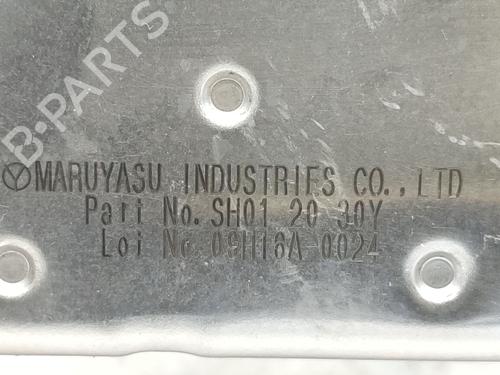 B-PARTS
MARUYASU INDUSTRIES CO.,LTD
Part No. SH01 20 30Y
Lot No. 09H16A-0024